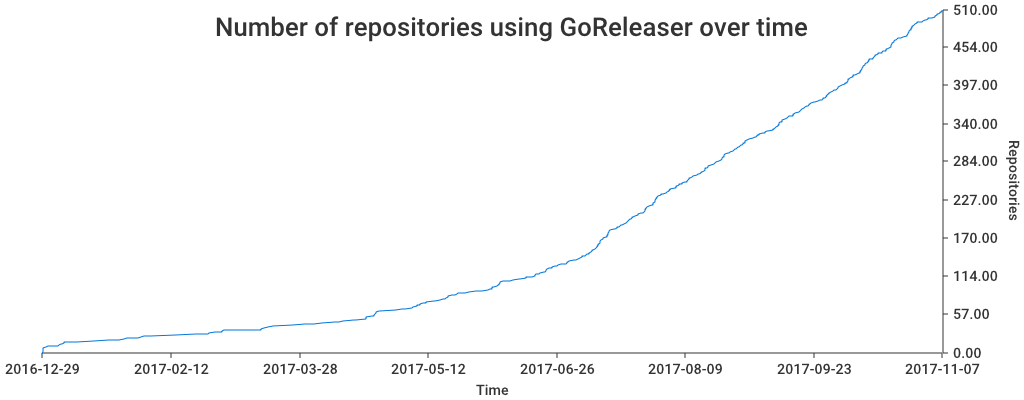 Number of repositories using GoReleaser over time
510.00
454.00
397.00
340.00
284.00
227.00
170.00
114.00
57.00
0.00
Repositories
2016-12-29 2017-02-12 2017-03-28 2017-05-12 2017-06-26 2017-08-09 2017-09-23 2017-11-07
Time